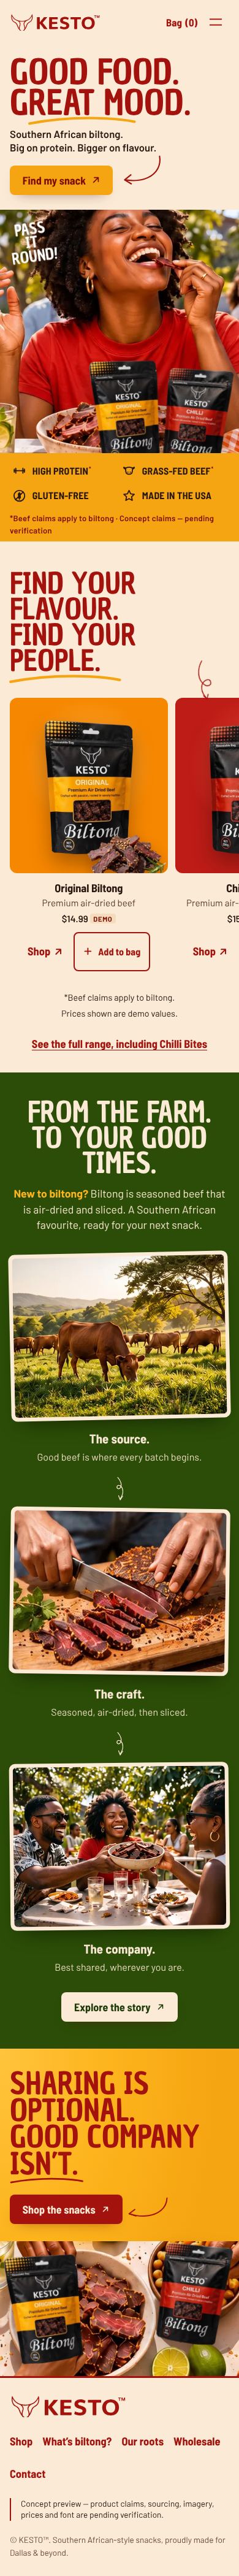 KESTO™
Bag (0)
GOOD FOOD.
GREAT MOOD.
Southern African biltong.
Big on protein. Bigger on flavour.
Find my snack
PASS
IT
ROUND!
KESTO
ORIGINAL
Biltong
KESTO
CHILLI
Biltong
HIGH PROTEIN*
GRASS-FED BEEF*
GLUTEN-FREE
MADE IN THE USA
*Beef claims apply to biltong · Concept claims — pending
verification
FIND YOUR
FLAVOUR.
FIND YOUR
PEOPLE.
KESTO™
ORIGINAL
Premium Air-Dried Beef
Biltong
Original Biltong
Premium air-dried beef
$14.99 DEMO
Shop
+ Add to bag
Chi
Premium air-
$15
Shop
*Beef claims apply to biltong.
Prices shown are demo values.
See the full range, including Chilli Bites
FROM THE FARM.
TO YOUR GOOD
TIMES.
New to biltong? Biltong is seasoned beef that
is air-dried and sliced. A Southern African
favourite, ready for your next snack.
The source.
Good beef is where every batch begins.
The craft.
Seasoned, air-dried, then sliced.
The company.
Best shared, wherever you are.
Explore the story
SHARING IS
OPTIONAL.
GOOD COMPANY
ISN'T.
Shop the snacks
KESTO
ORIGINAL
Biltong
KESTO
CHILLI
Biltong
KESTO™
Shop
What's biltong?
Our roots
Wholesale
Contact
Concept preview — product claims, sourcing, imagery,
prices and font are pending verification.
© KESTO™. Southern African-style snacks, proudly made for
Dallas & beyond.